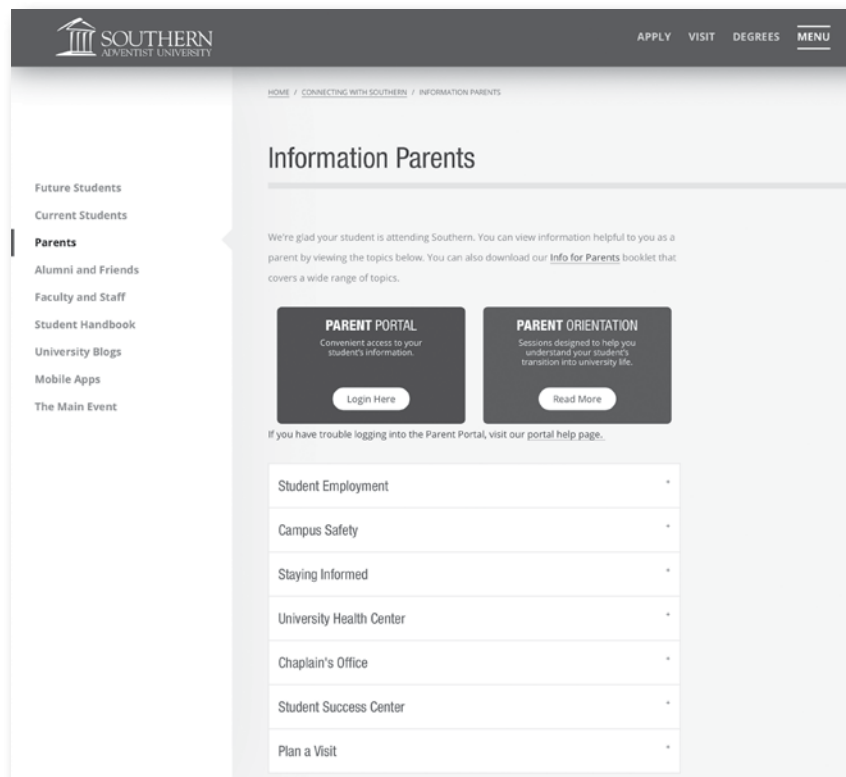 SOUTHERN
ADVENTIST UNIVERSITY
APPLY VISIT DEGREES MENU
HOME / CONNECTING WITH SOUTHERN / INFORMATION PARENTS
Information Parents
Future Students
Current Students
Parents
Alumni and Friends
Faculty and Staff
Student Handbook
University Blogs
Mobile Apps
The Main Event
We're glad your student is attending Southern. You can view information helpful to you as a
parent by viewing the topics below. You can also download our Info for Parents booklet that
covers a wide range of topics.
PARENT PORTAL
Convenient access to your
student's information.
Login Here
PARENT ORIENTATION
Sessions designed to help you
understand your student's
transition into university life.
Read More
If you have trouble logging into the Parent Portal, visit our portal help page.
Student Employment
Campus Safety
Staying Informed
University Health Center
Chaplain's Office
Student Success Center
Plan a Visit